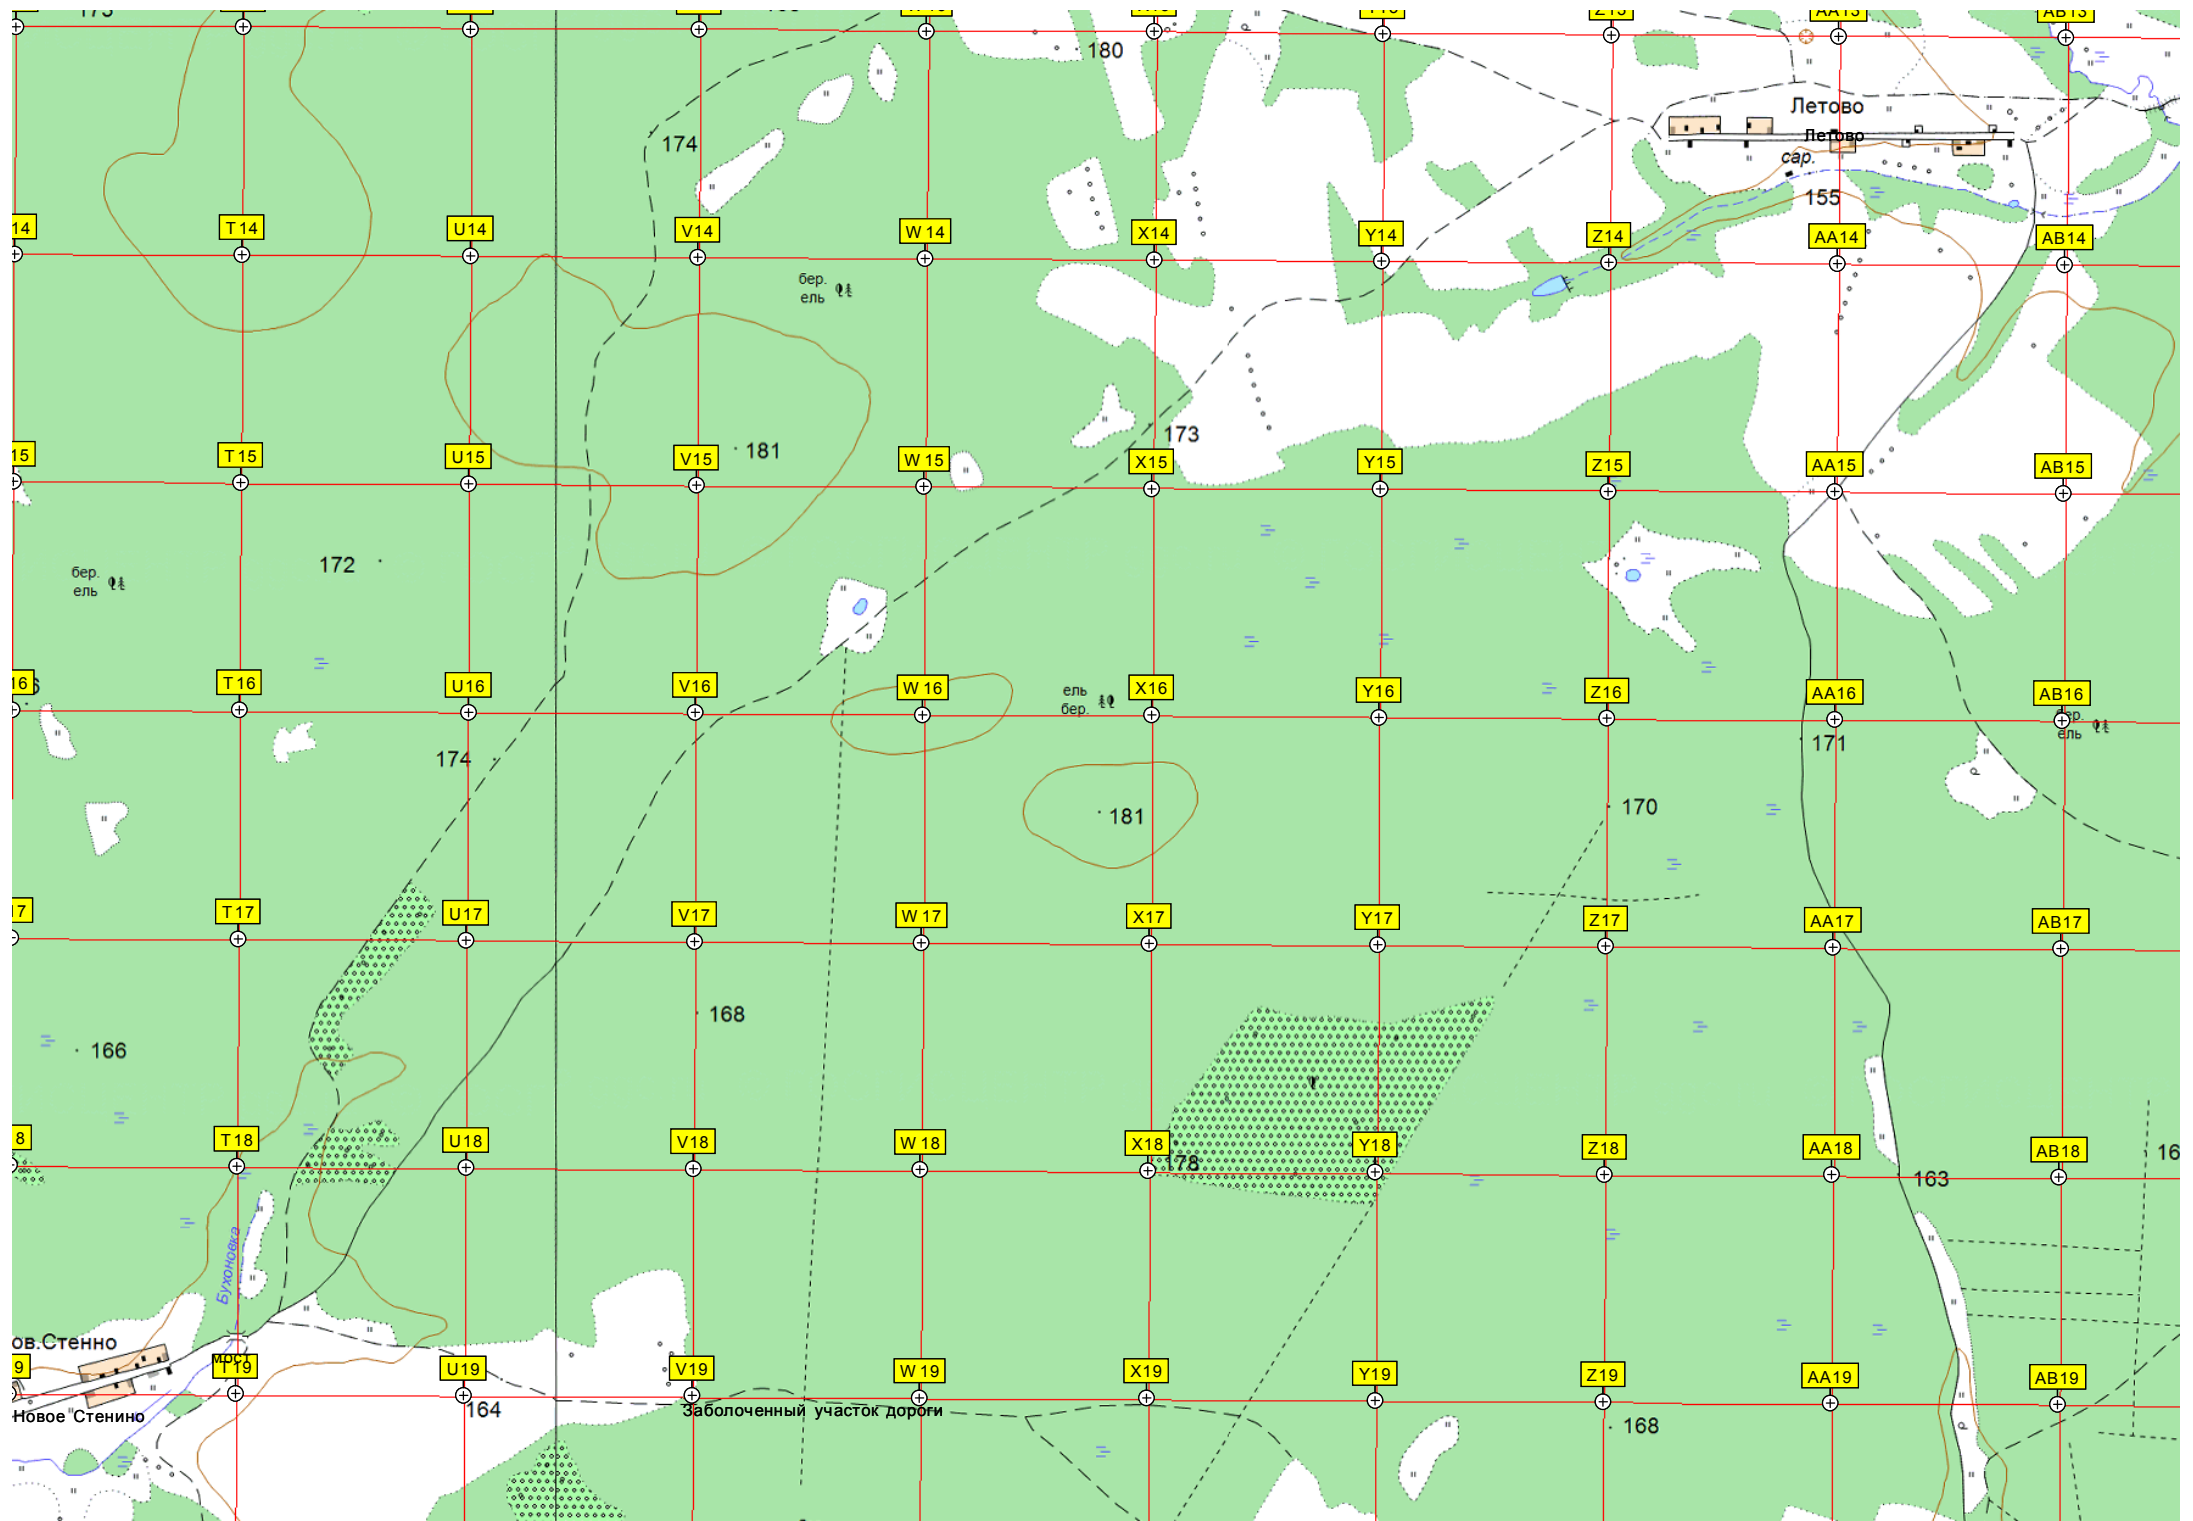 180
Летово
Летово
174
сар.
155
T14
U14
V14
W14
X14
Y14
Z14
AA14
AB14
бер.
ель
173
181
T15
U15
V15
W15
X15
Y15
Z15
AA15
AB15
172
бер.
ель
T16
U16
V16
W16
ель
бер.
X16
Y16
Z16
AA16
AB16
бер.
ель
171
174
181
170
T17
U17
V17
W17
X17
Y17
Z17
AA17
AB17
168
166
T18
U18
V18
W18
X18
178
Y18
Z18
AA18
AB18
163
Бухоновка
ов.Стенно
мост
T19
U19
V19
W19
X19
Y19
Z19
AA19
AB19
Новое Стенино
164
Заболоченный участок дороги
168